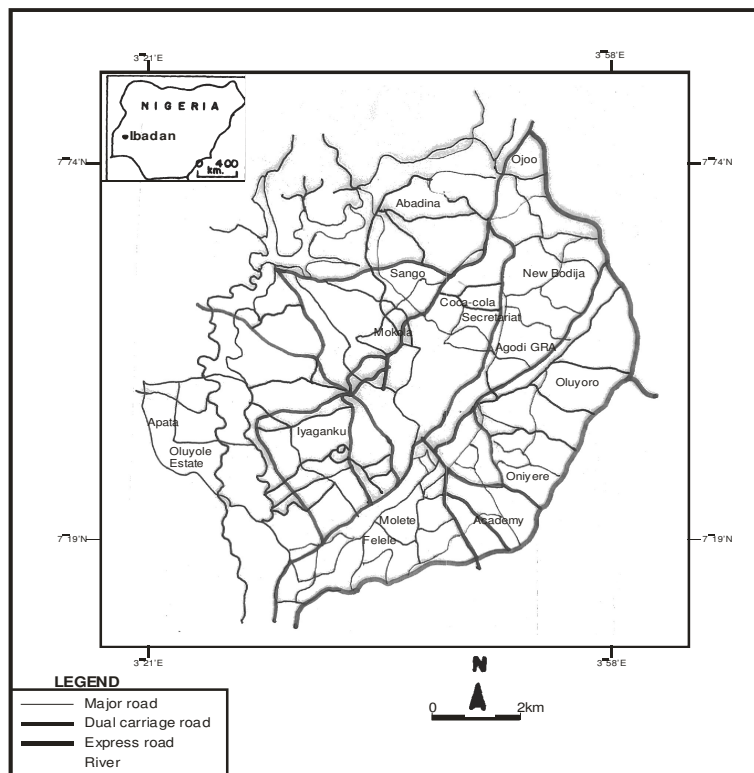 3°21'E
3°58'E
NIGERIA
Ibadan
0 400
km.
7°74'N
7°74'N
Ojoo
Abadina
Sango
New Bodija
Coca-cola
Secretariat
Mokola
Agodi GRA
Oluyoro
Apata
Iyaganku
Oluyole
Estate
Oniyere
Molete
Academy
Felele
7°19'N
7°19'N
3°21'E
3°58'E
N
0 2km
LEGEND
Major road
Dual carriage road
Express road
River